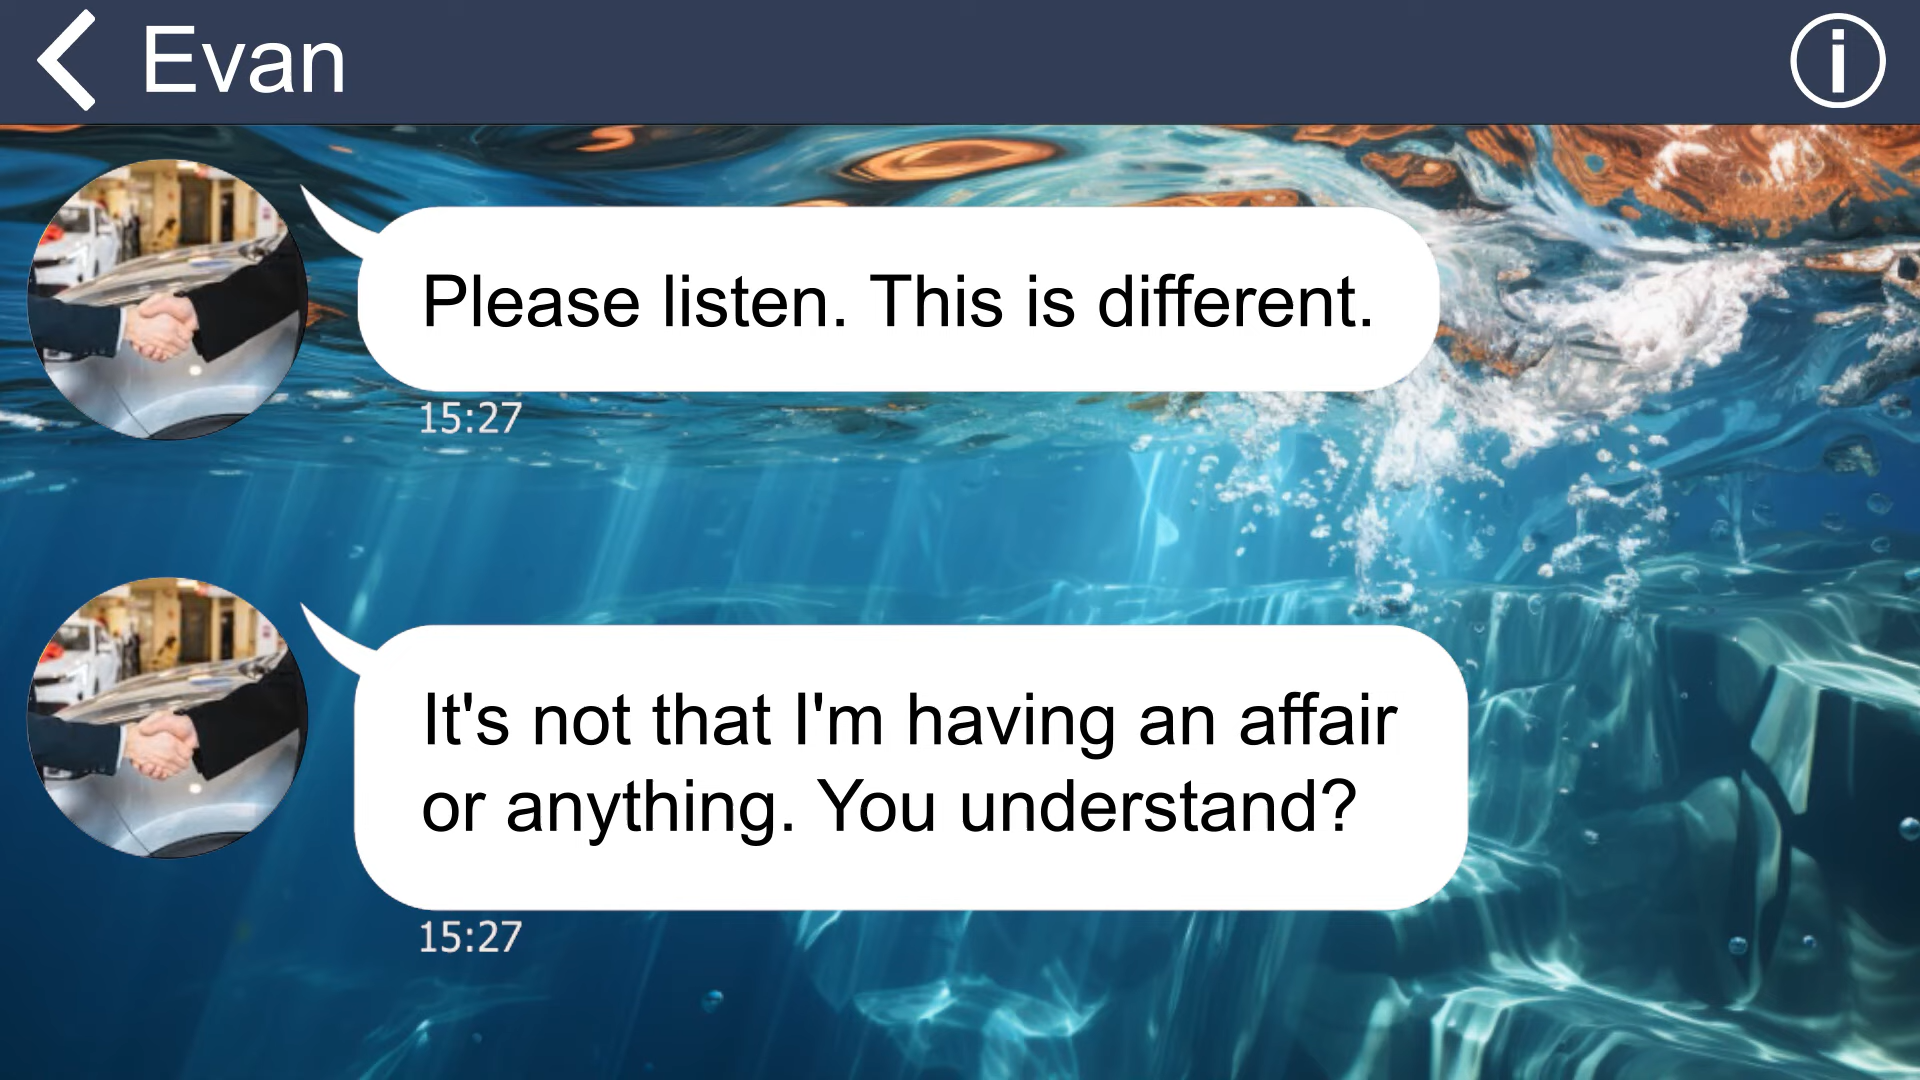 Evan
Please listen. This is different.
15:27
It's not that I'm having an affair
or anything. You understand?
15:27